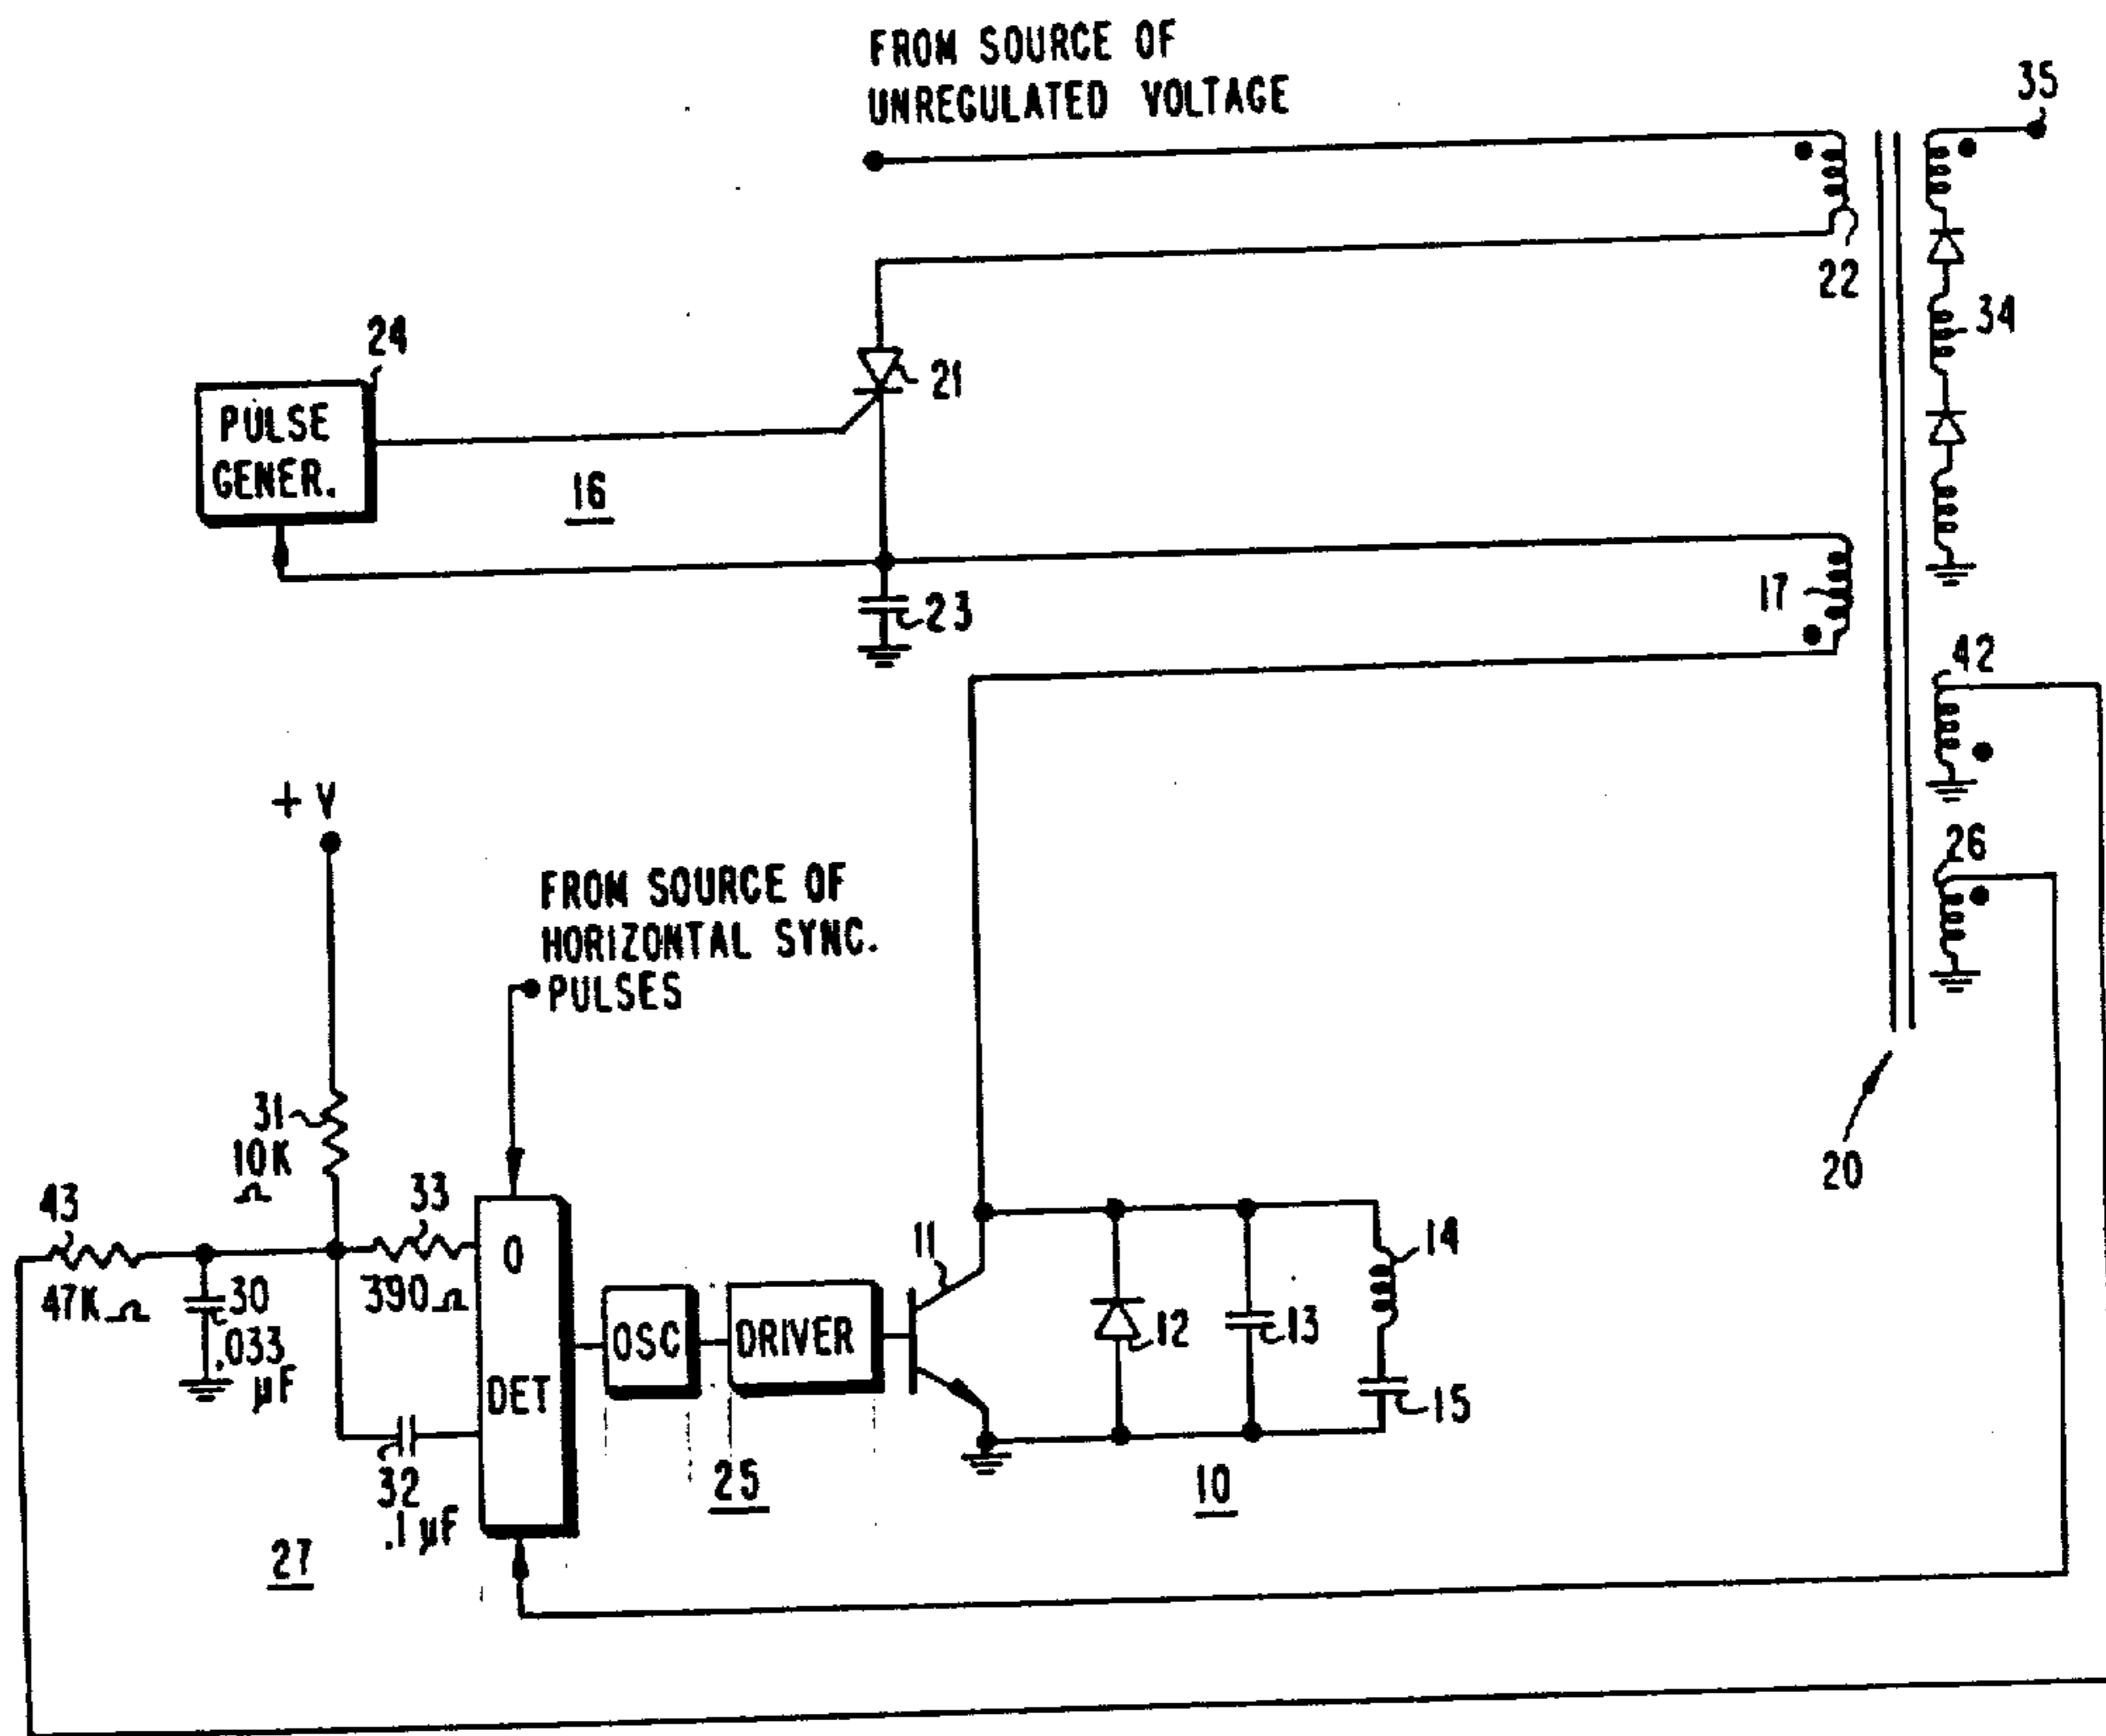 FROM SOURCE OF
UNREGULATED VOLTAGE
35
22
34
24
21
PULSE
GENER.
16
17
23
42
+V
26
FROM SOURCE OF
HORIZONTAL SYNC.
PULSES
31
10K
Ω
20
43
33
11
14
0
47KΩ
30
390Ω
.033
µF
OSC
DRIVER
12
13
DET
15
32
.1µF
25
10
27